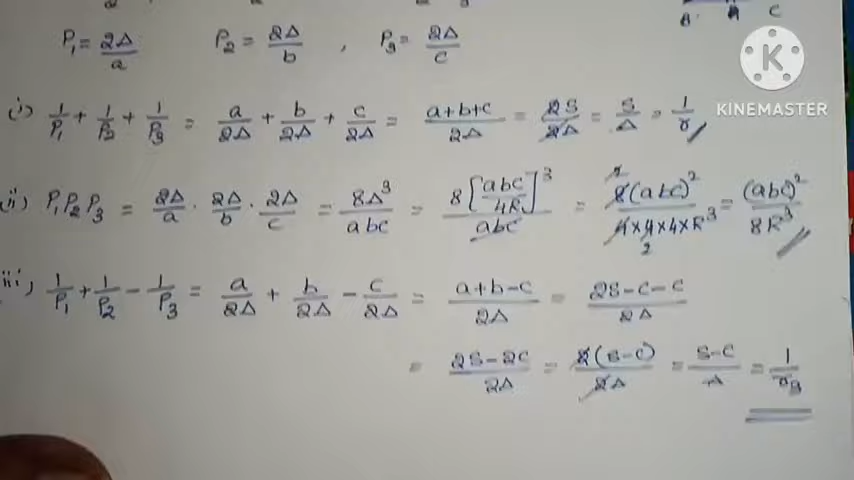 a
B. A C
P₁ = 2Δ/a P₂ = 2Δ/b , P₃ = 2Δ/c
KINEMASTER
i) 1/P₁ + 1/P₂ + 1/P₃ = a/2Δ + b/2Δ + c/2Δ = a+b+c/2Δ = 2S/2Δ = S/Δ = 1/r
ii) P₁P₂P₃ = 2Δ/a · 2Δ/b · 2Δ/c = 8Δ³/abc = 8[abc/4R]³/abc = 8(abc)²/4×4×4×R³ = (abc)²/8R³
iii) 1/P₁ + 1/P₂ - 1/P₃ = a/2Δ + b/2Δ - c/2Δ = a+b-c/2Δ = 2S-c-c/2Δ
= 2S-2c/2Δ = 2(S-c)/2Δ = S-c/Δ = 1/r₃